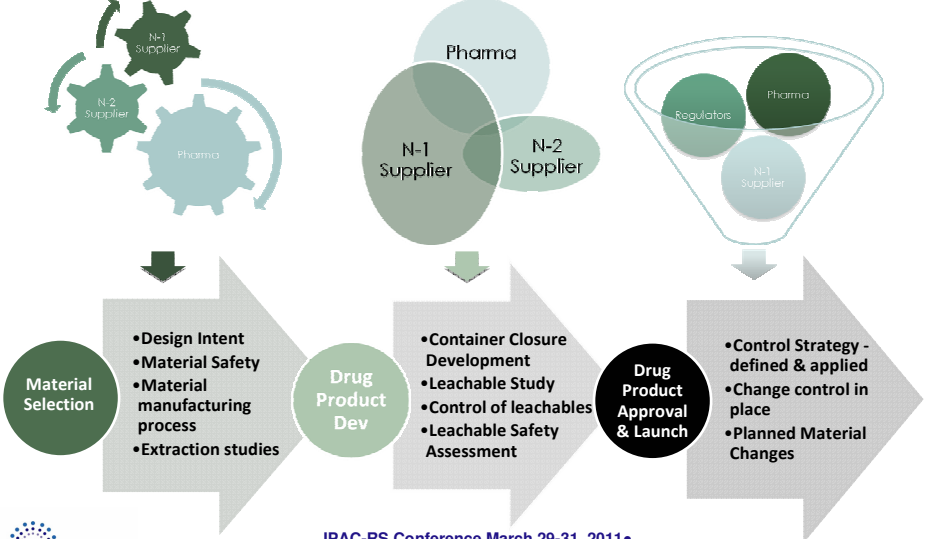 N-1
Supplier
N-2
Supplier
Pharma
Pharma
N-1
Supplier
N-2
Supplier
Regulators
Pharma
N-1
Supplier
Material
Selection
•Design Intent
•Material Safety
•Material
manufacturing
process
•Extraction studies
Drug
Product
Dev
•Container Closure
Development
•Leachable Study
•Control of leachables
•Leachable Safety
Assessment
Drug
Product
Approval
& Launch
•Control Strategy -
defined & applied
•Change control in
place
•Planned Material
Changes
IPAC-RS Conference March 29-31, 2011•